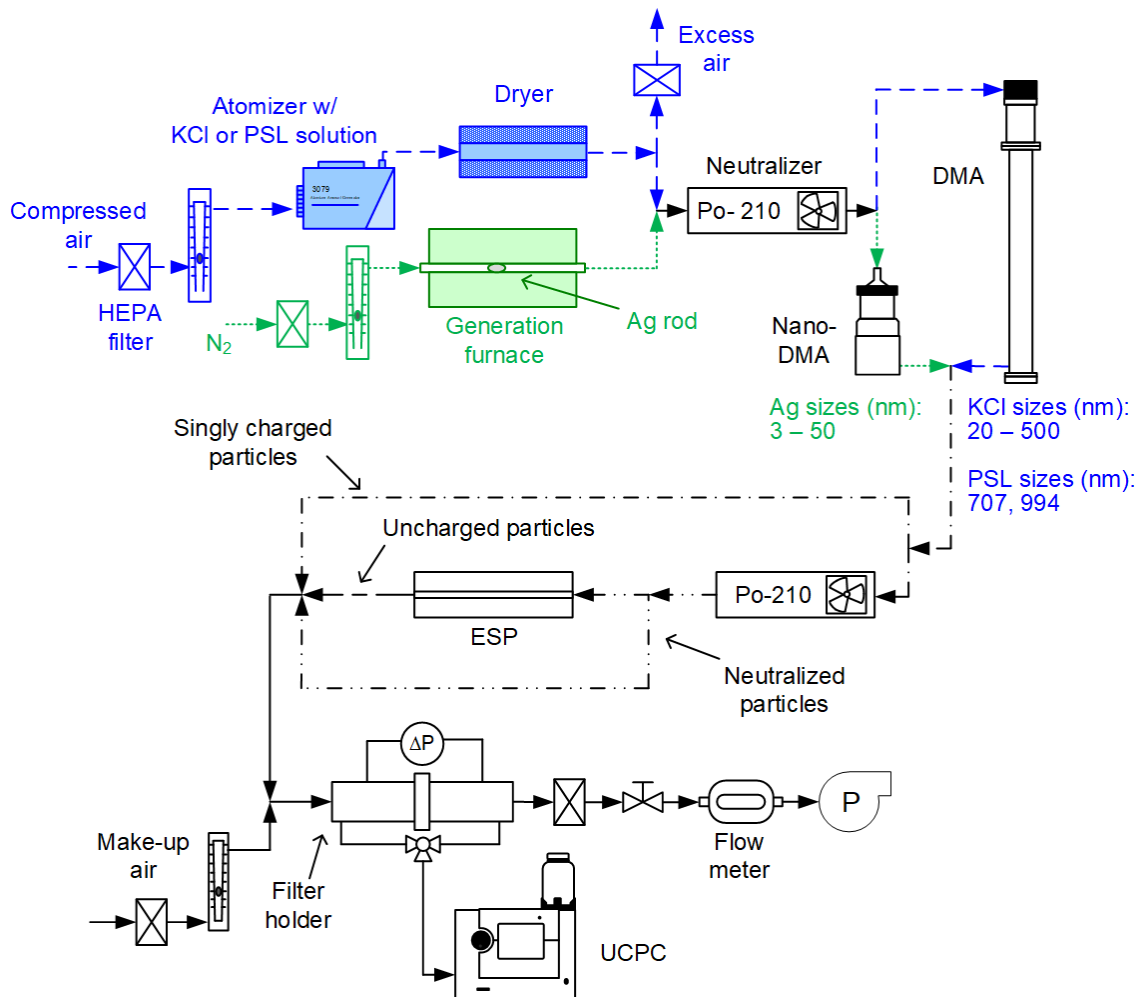 Excess
air
Atomizer w/
KCl or PSL solution
Dryer
3079
Neutralizer
Po- 210
DMA
Compressed
air
HEPA
filter
N2
Generation
furnace
Ag rod
Nano-
DMA
Ag sizes (nm):
3 – 50
KCl sizes (nm):
20 – 500
PSL sizes (nm):
707, 994
Singly charged
particles
Uncharged particles
Po-210
ESP
Neutralized
particles
ΔP
P
Make-up
air
Filter
holder
Flow
meter
UCPC